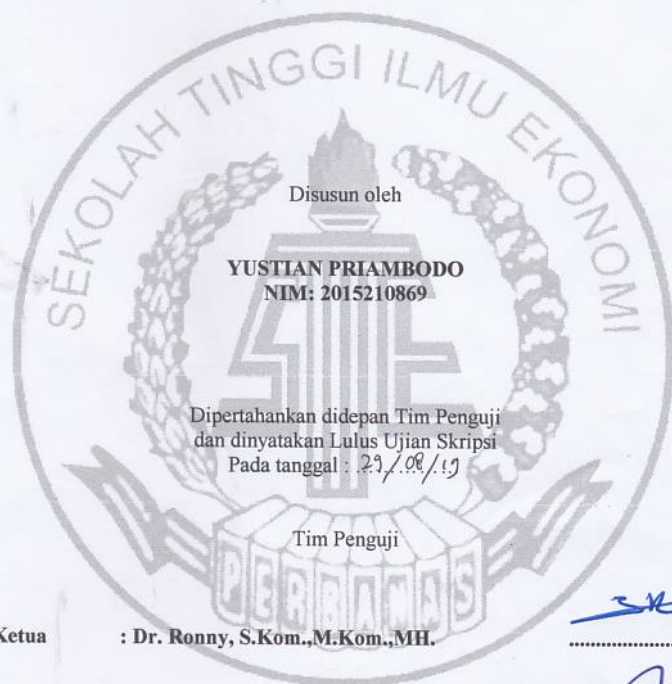 SEKOLAH TINGGI ILMU EKONOMI
Disusun oleh
YUSTIAN PRIAMBODO
NIM: 2015210869
Dipertahankan didepan Tim Penguji
dan dinyatakan Lulus Ujian Skripsi
Pada tanggal : 29/08/19
Tim Penguji
PERBANAS
Ketua : Dr. Ronny, S.Kom.,M.Kom.,MH.